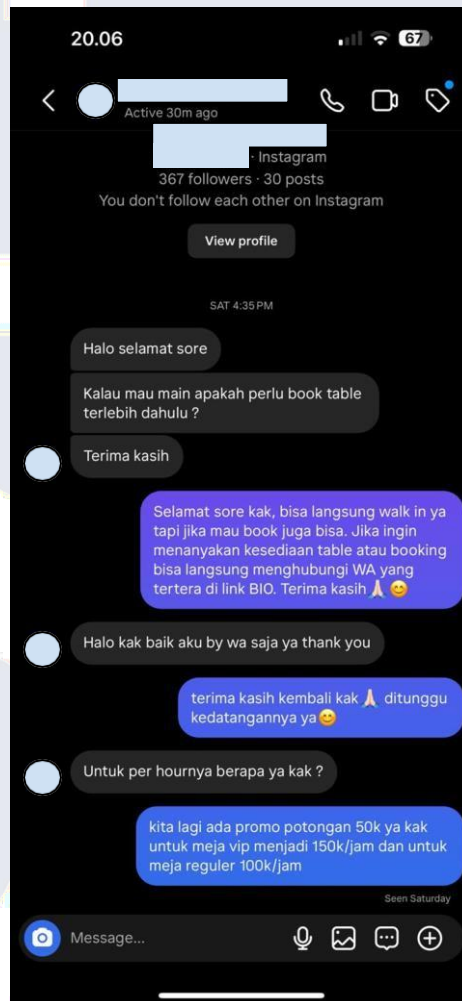 20.06
67
Active 30m ago
· Instagram
367 followers · 30 posts
You don't follow each other on Instagram
View profile
SAT 4:35 PM
Halo selamat sore
Kalau mau main apakah perlu book table
terlebih dahulu ?
Terima kasih
Selamat sore kak, bisa langsung walk in ya
tapi jika mau book juga bisa. Jika ingin
menanyakan kesediaan table atau booking
bisa langsung menghubungi WA yang
tertera di link BIO. Terima kasih🙏🏻😊
Halo kak baik aku by wa saja ya thank you
terima kasih kembali kak🙏🏻 ditunggu
kedatangannya ya😊
Untuk per hournya berapa ya kak ?
kita lagi ada promo potongan 50k ya kak
untuk meja vip menjadi 150k/jam dan untuk
meja reguler 100k/jam
Seen Saturday
Message...